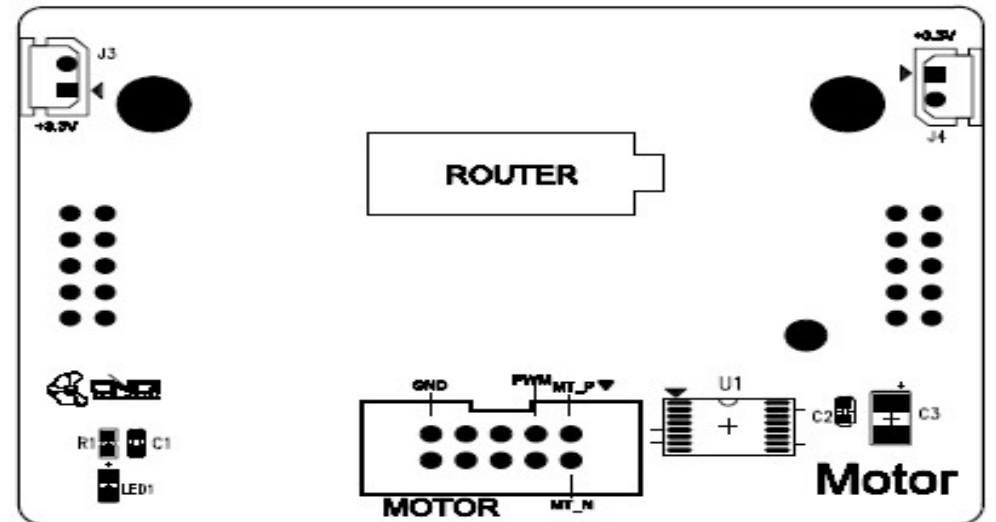 J3
+3.3V
+3.3V
J4
ROUTER
GND
PWM
MT_P
U1
C2
C3
R1
C1
LED1
MOTOR
MT_N
Motor